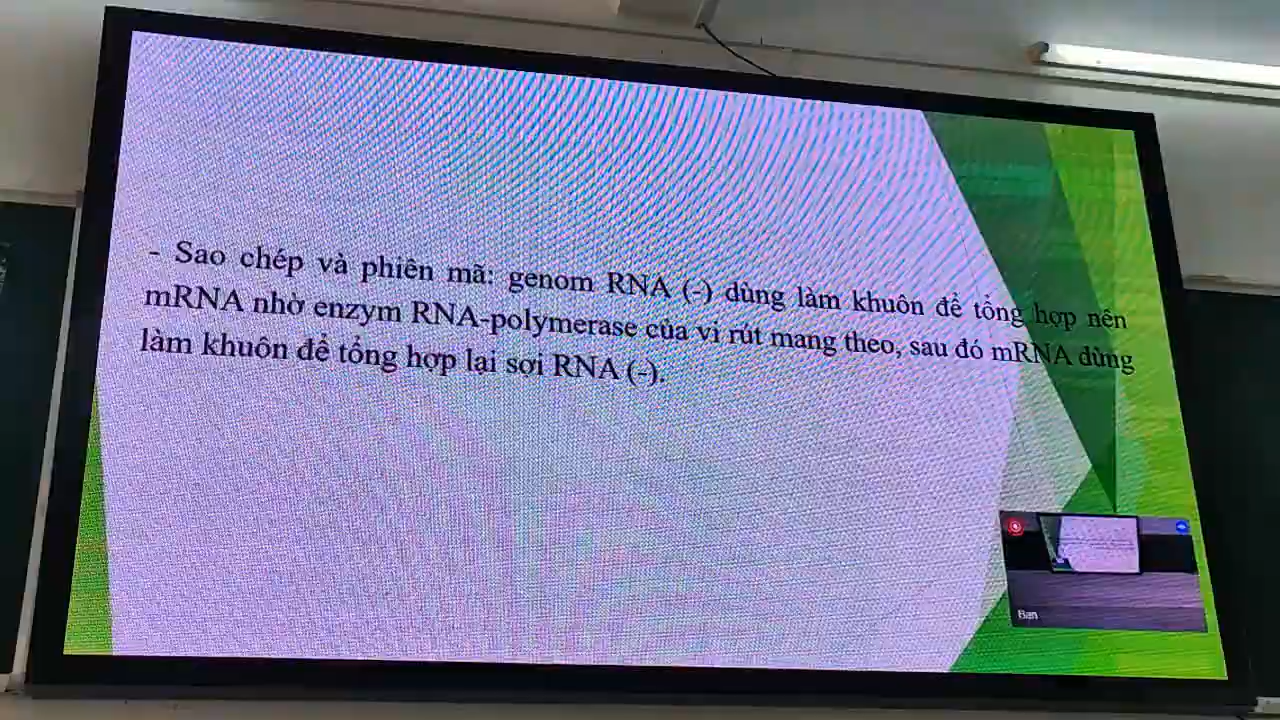 - Sao chép và phiên mã: genom RNA (-) dùng làm khuôn để tổng hợp nên
mRNA nhờ enzym RNA-polymerase của vi rút mang theo, sau đó mRNA dùng
làm khuôn để tổng hợp lại sợi RNA (-).
Bạn